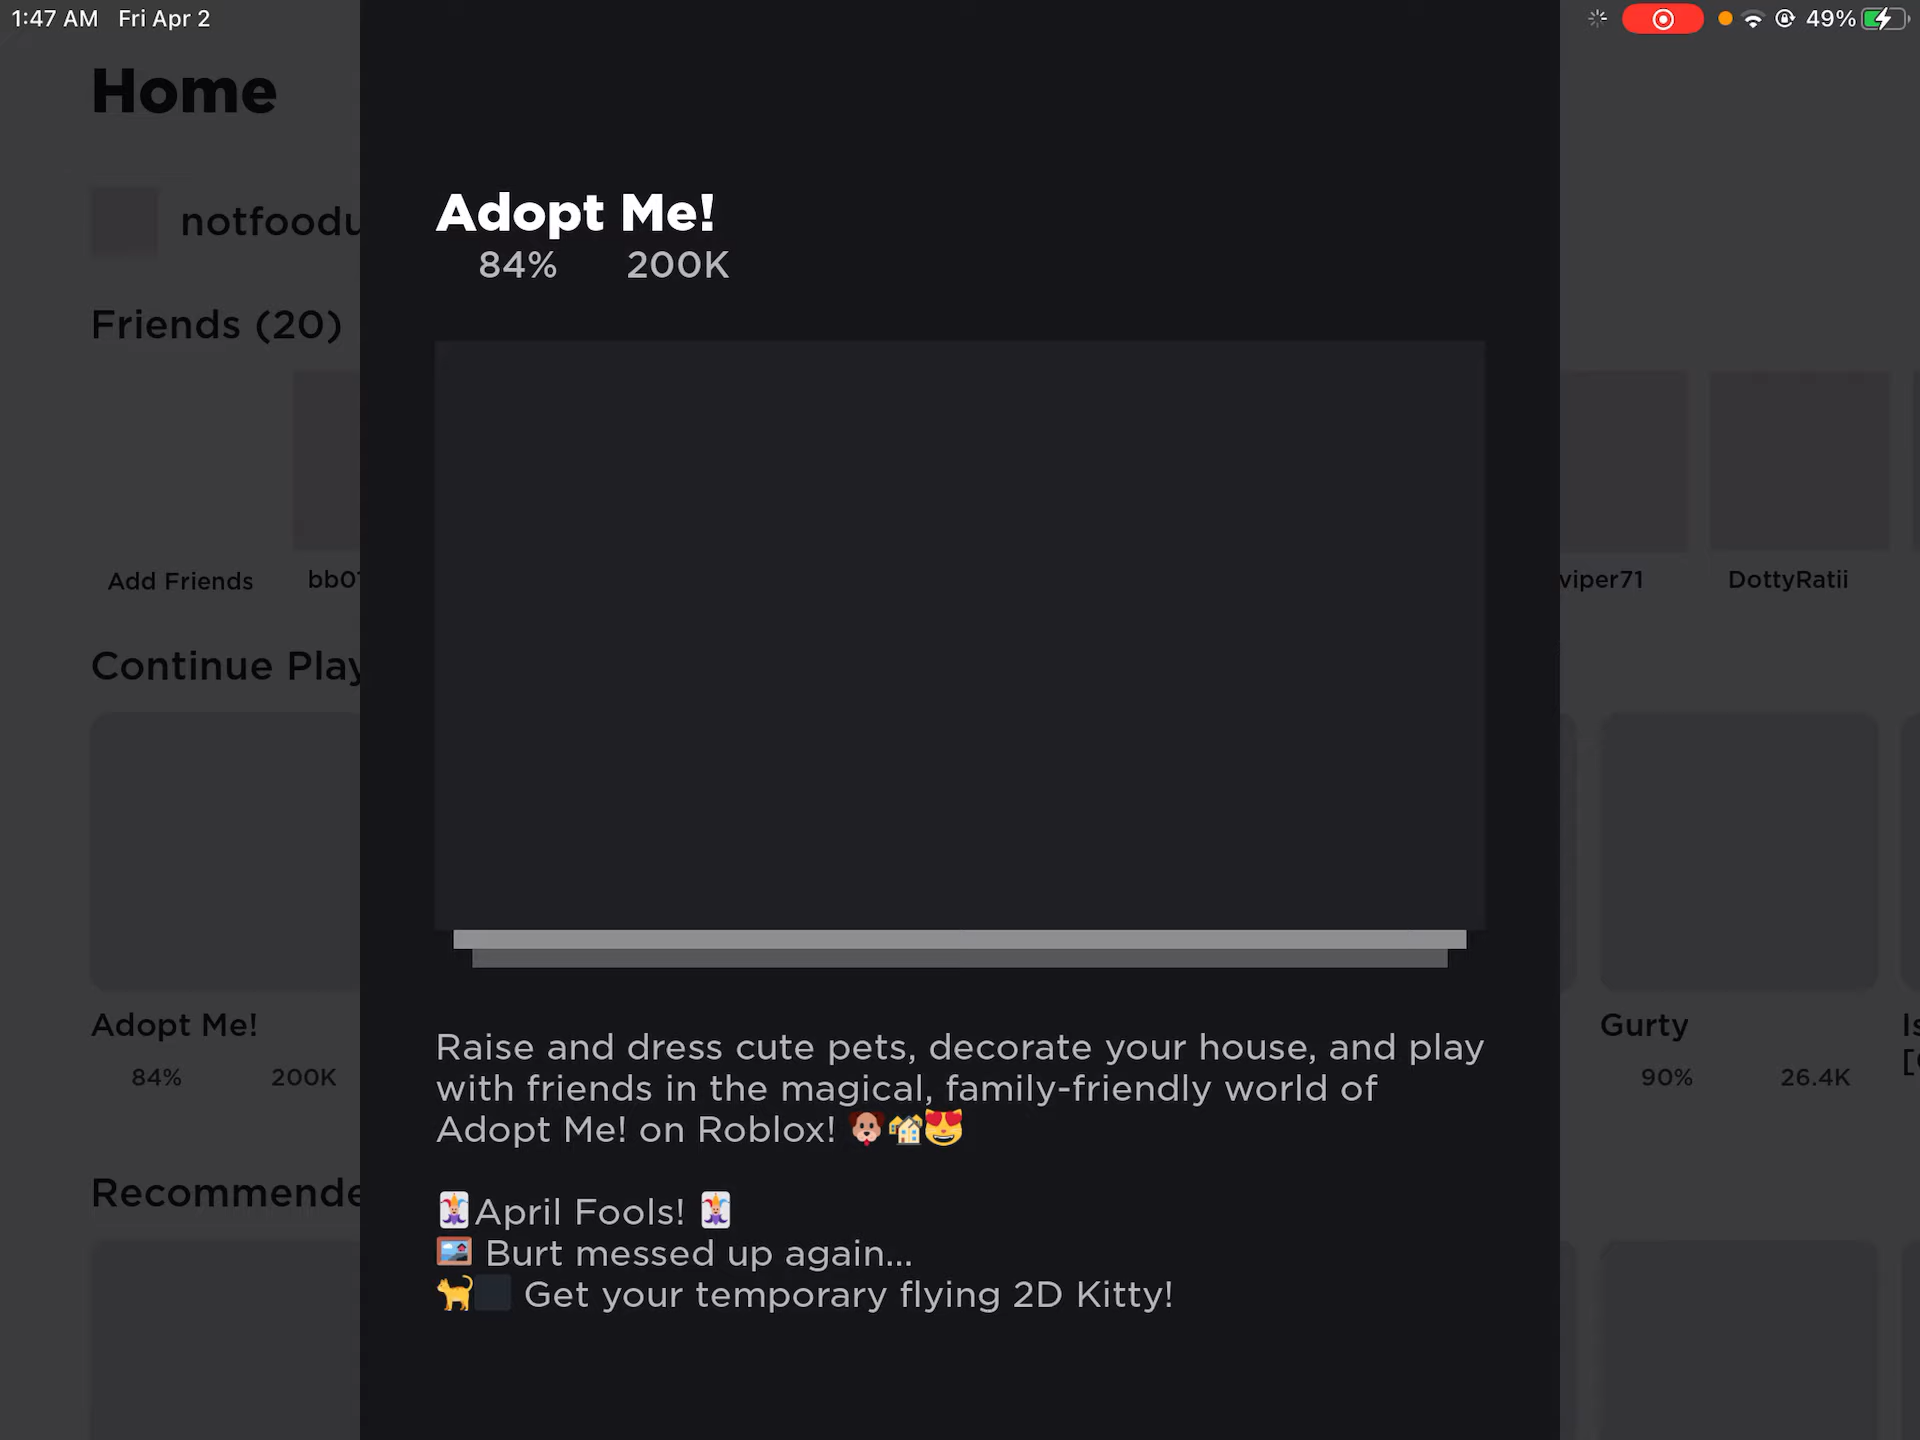 1:47 AM Fri Apr 2
49%
Home
notfoodu
Friends (20)
Add Friends
bb01
viper71
DottyRatii
Continue Play
Adopt Me!
84% 200K
Gurty
90% 26.4K
Is
[
Recommende
Adopt Me!
84% 200K
Raise and dress cute pets, decorate your house, and play
with friends in the magical, family-friendly world of
Adopt Me! on Roblox! 🐶🏘️😻
🃏April Fools! 🃏
🖼️ Burt messed up again...
🐈⬛ Get your temporary flying 2D Kitty!